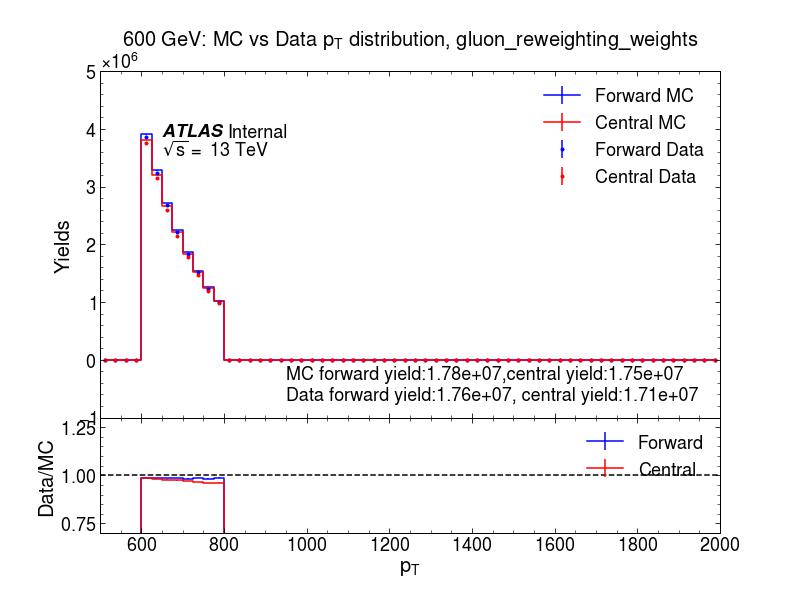 600 GeV: MC vs Data pT distribution, gluon_reweighting_weights
×10⁶
5
4
3
2
1
0
−1
Yields
ATLAS Internal
√s = 13 TeV
Forward MC
Central MC
Forward Data
Central Data
MC forward yield:1.78e+07,central yield:1.75e+07
Data forward yield:1.76e+07, central yield:1.71e+07
1.25
1.00
0.75
Data/MC
Forward
Central
600 800 1000 1200 1400 1600 1800 2000
pT